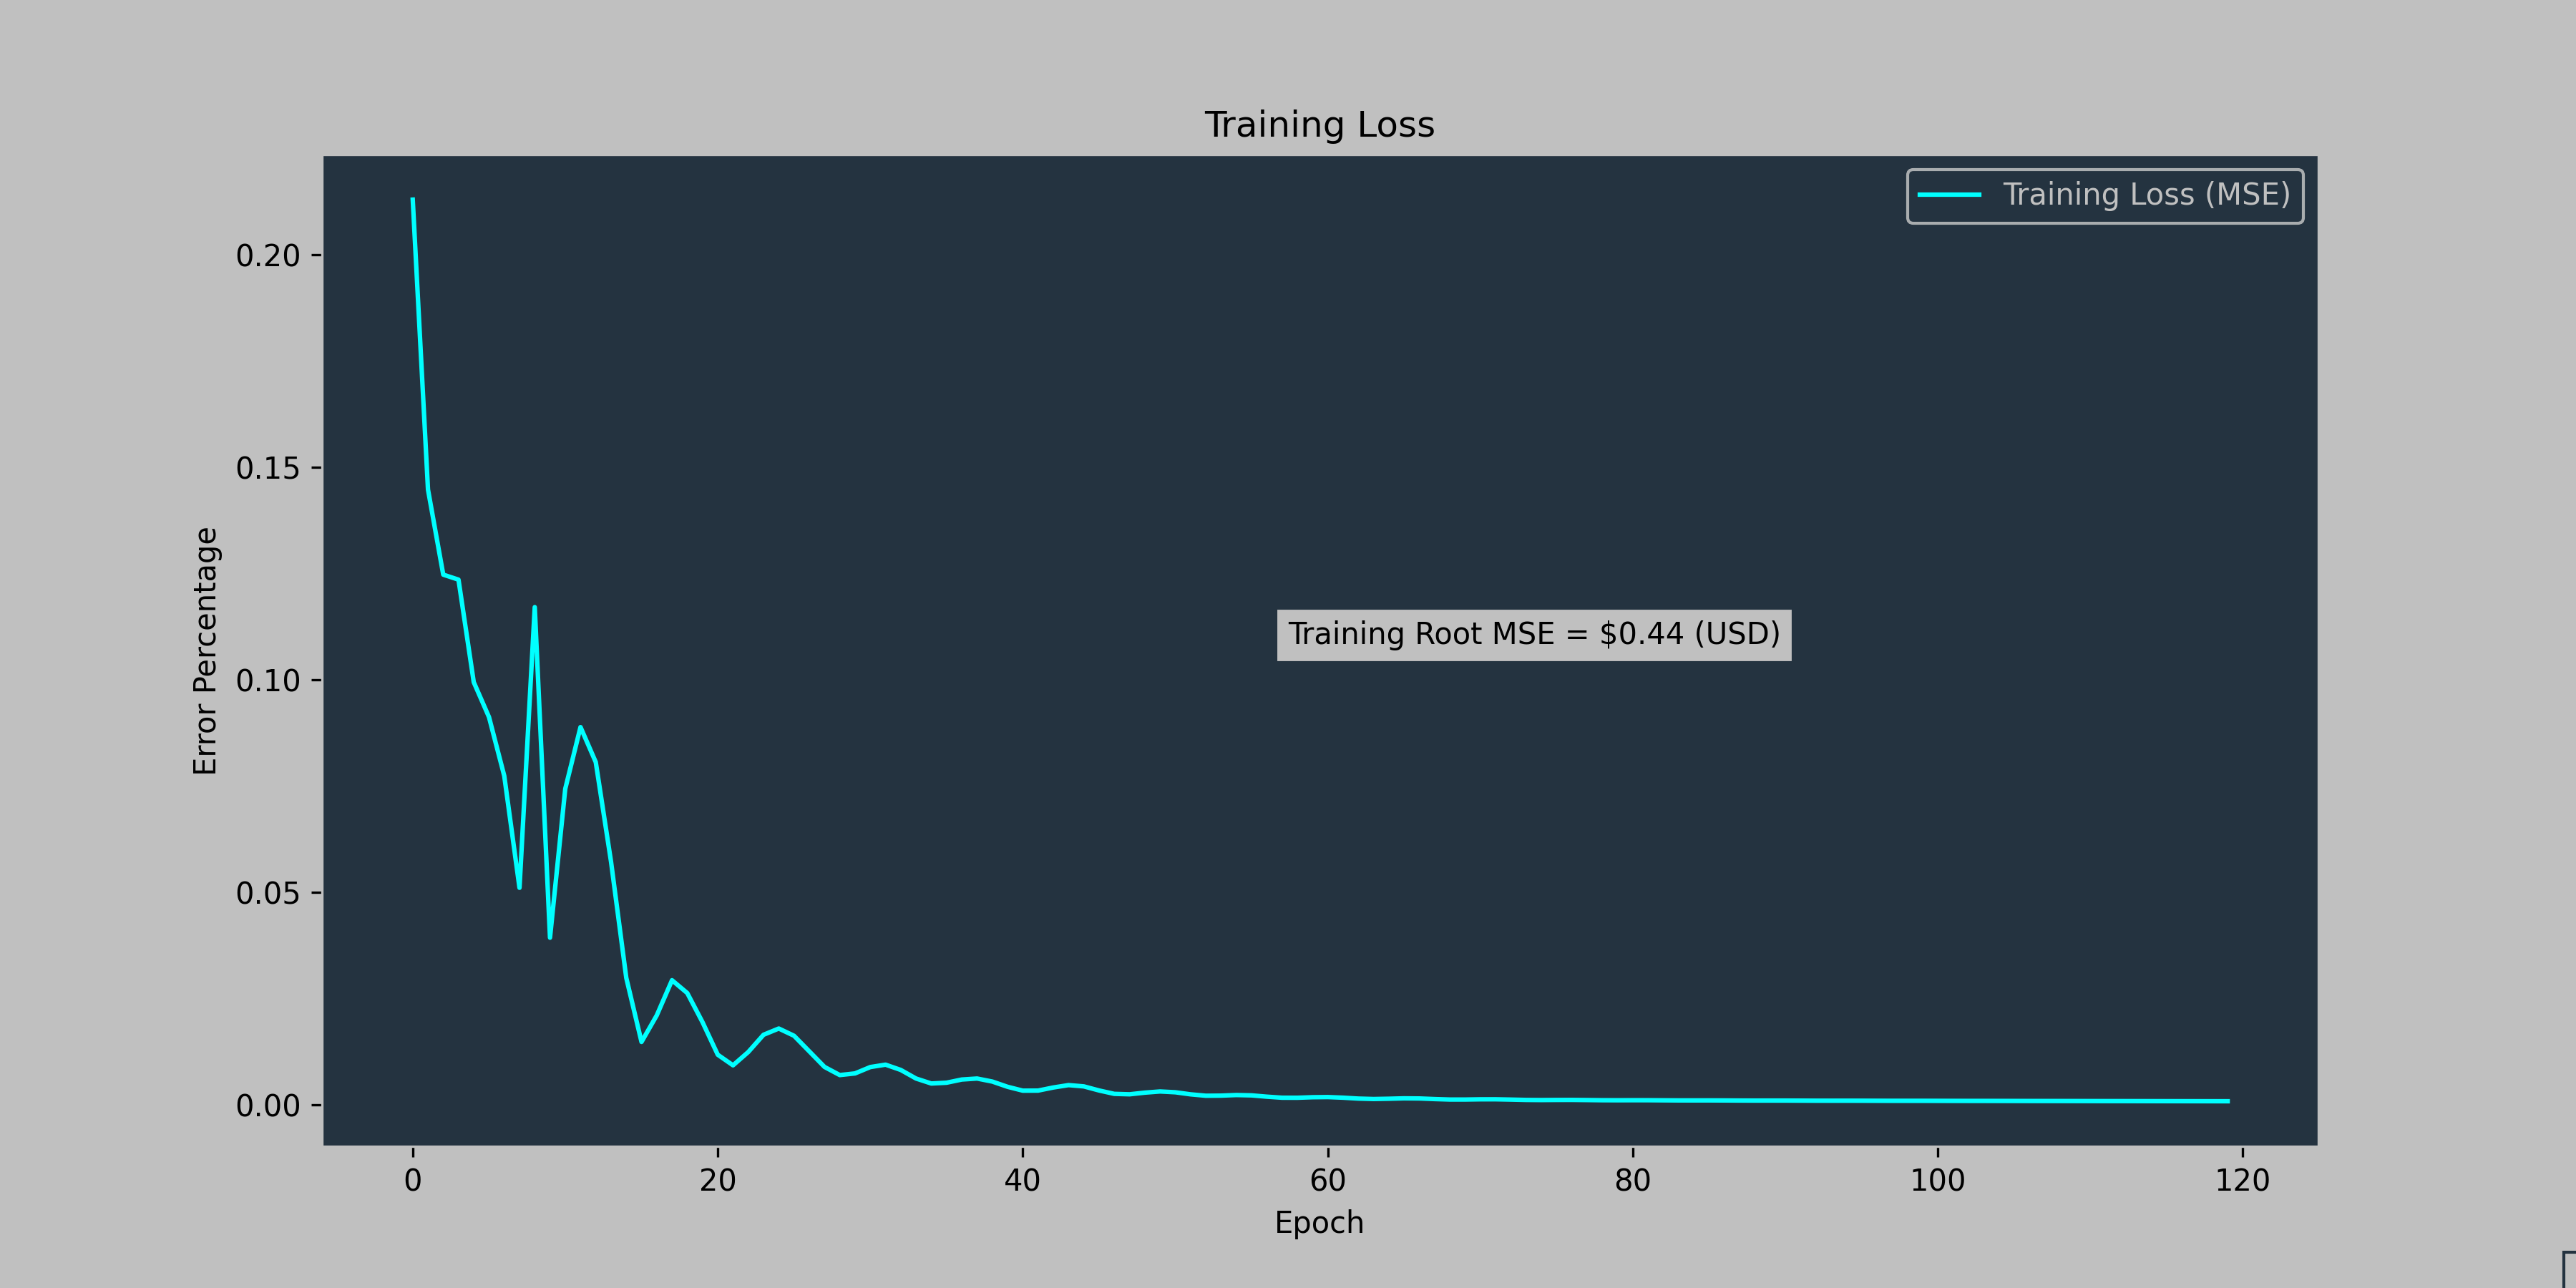 Training Loss
Training Loss (MSE)
0.20
0.15
0.10
0.05
0.00
Error Percentage
Training Root MSE = $0.44 (USD)
0 20 40 60 80 100 120
Epoch